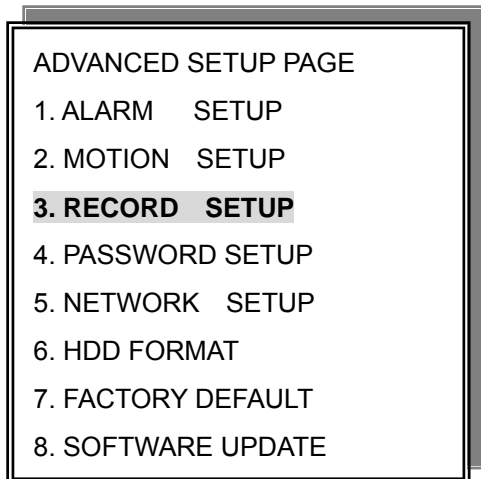 ADVANCED SETUP PAGE
1. ALARM SETUP
2. MOTION SETUP
3. RECORD SETUP
4. PASSWORD SETUP
5. NETWORK SETUP
6. HDD FORMAT
7. FACTORY DEFAULT
8. SOFTWARE UPDATE